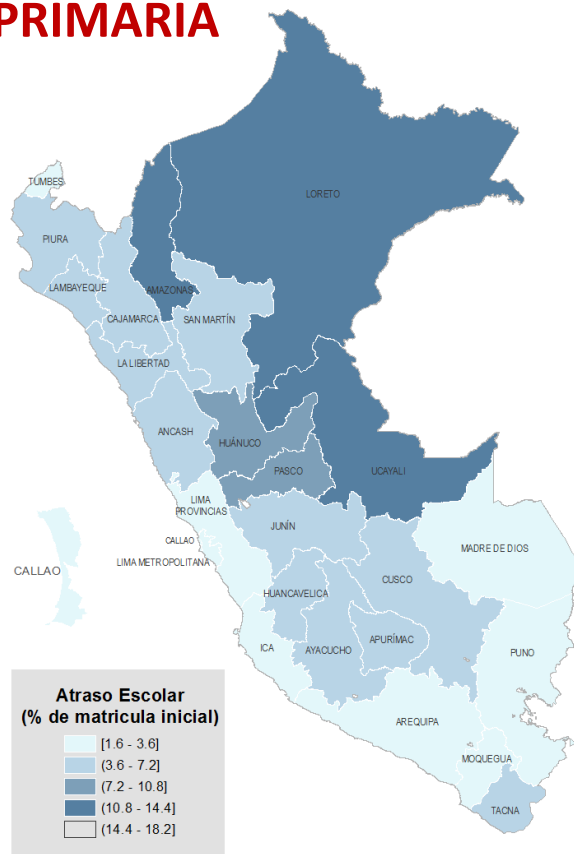 PRIMARIA
LORETO
TUMBES
PIURA
LAMBAYEQUE
AMAZONAS
CAJAMARCA
SAN MARTÍN
LA LIBERTAD
ANCASH
HUÁNUCO
PASCO
UCAYALI
LIMA
PROVINCIAS
JUNÍN
CALLAO
MADRE DE DIOS
LIMA METROPOLITANA
CALLAO
CUSCO
HUANCAVELICA
ICA
AYACUCHO
APURÍMAC
PUNO
AREQUIPA
MOQUEGUA
TACNA
Atraso Escolar
(% de matricula inicial)
[1.6 - 3.6]
(3.6 - 7.2]
(7.2 - 10.8]
(10.8 - 14.4]
(14.4 - 18.2]